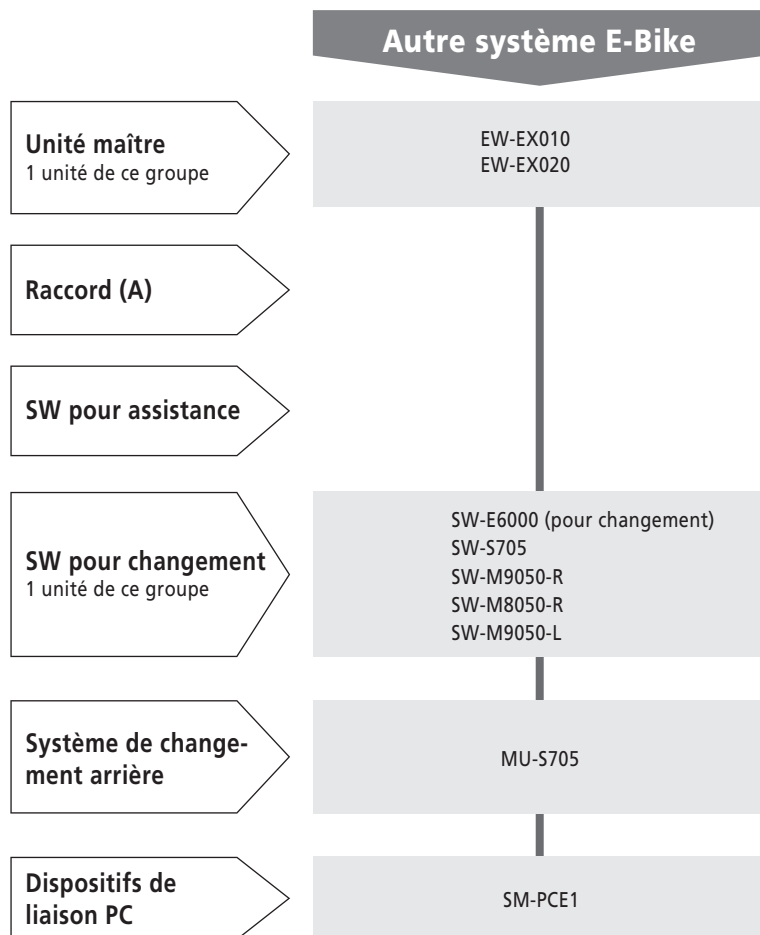 Autre système E-Bike
Unité maître
1 unité de ce groupe
EW-EX010
EW-EX020
Raccord (A)
SW pour assistance
SW pour changement
1 unité de ce groupe
SW-E6000 (pour changement)
SW-S705
SW-M9050-R
SW-M8050-R
SW-M9050-L
Système de change-
ment arrière
MU-S705
Dispositifs de
liaison PC
SM-PCE1